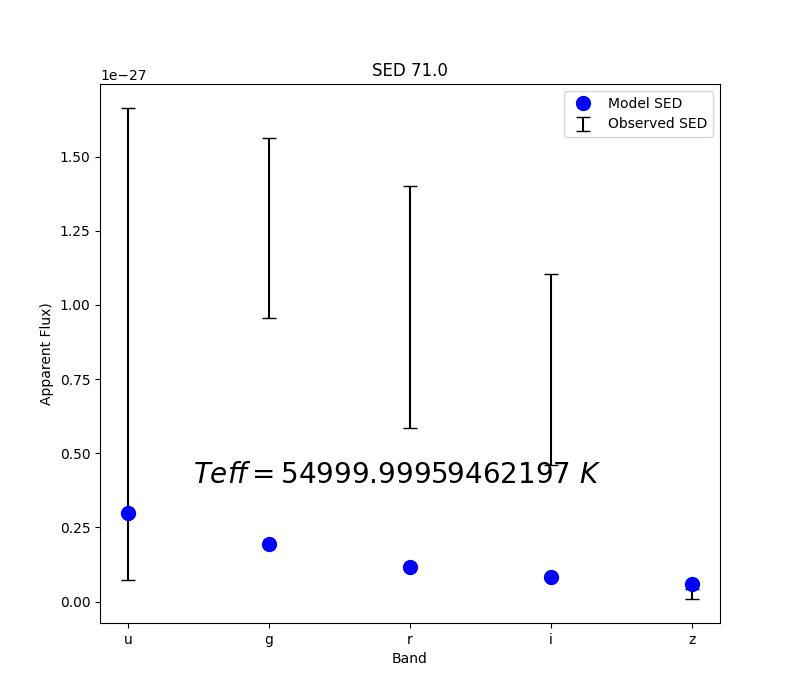 SED 71.0
1e−27
Model SED
Observed SED
1.50
1.25
1.00
0.75
0.50
0.25
0.00
Apparent Flux)
Teff = 54999.99959462197 K
u g r i z
Band